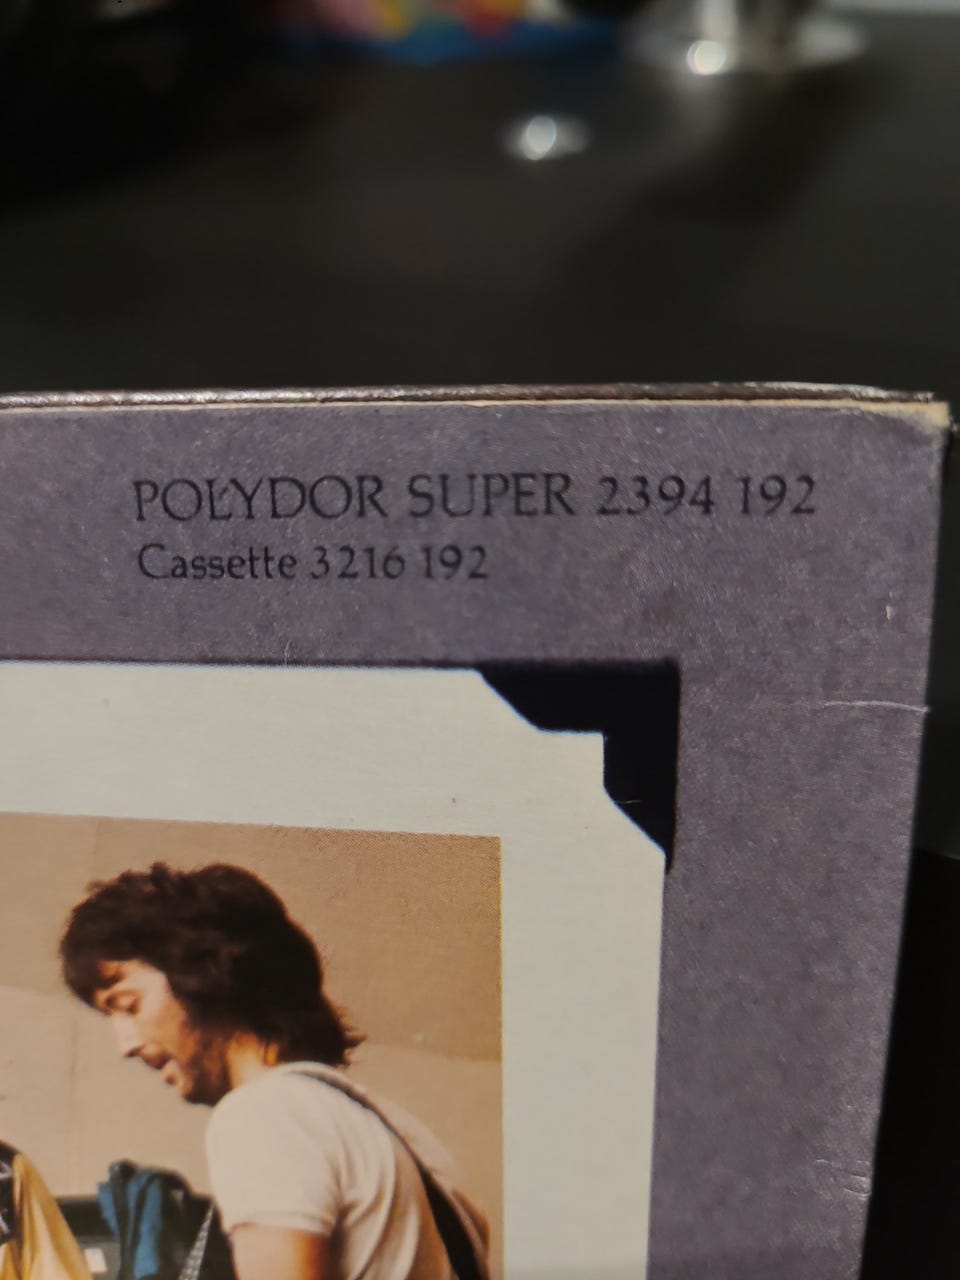 POLYDOR SUPER 2394 192
Cassette 3216 192